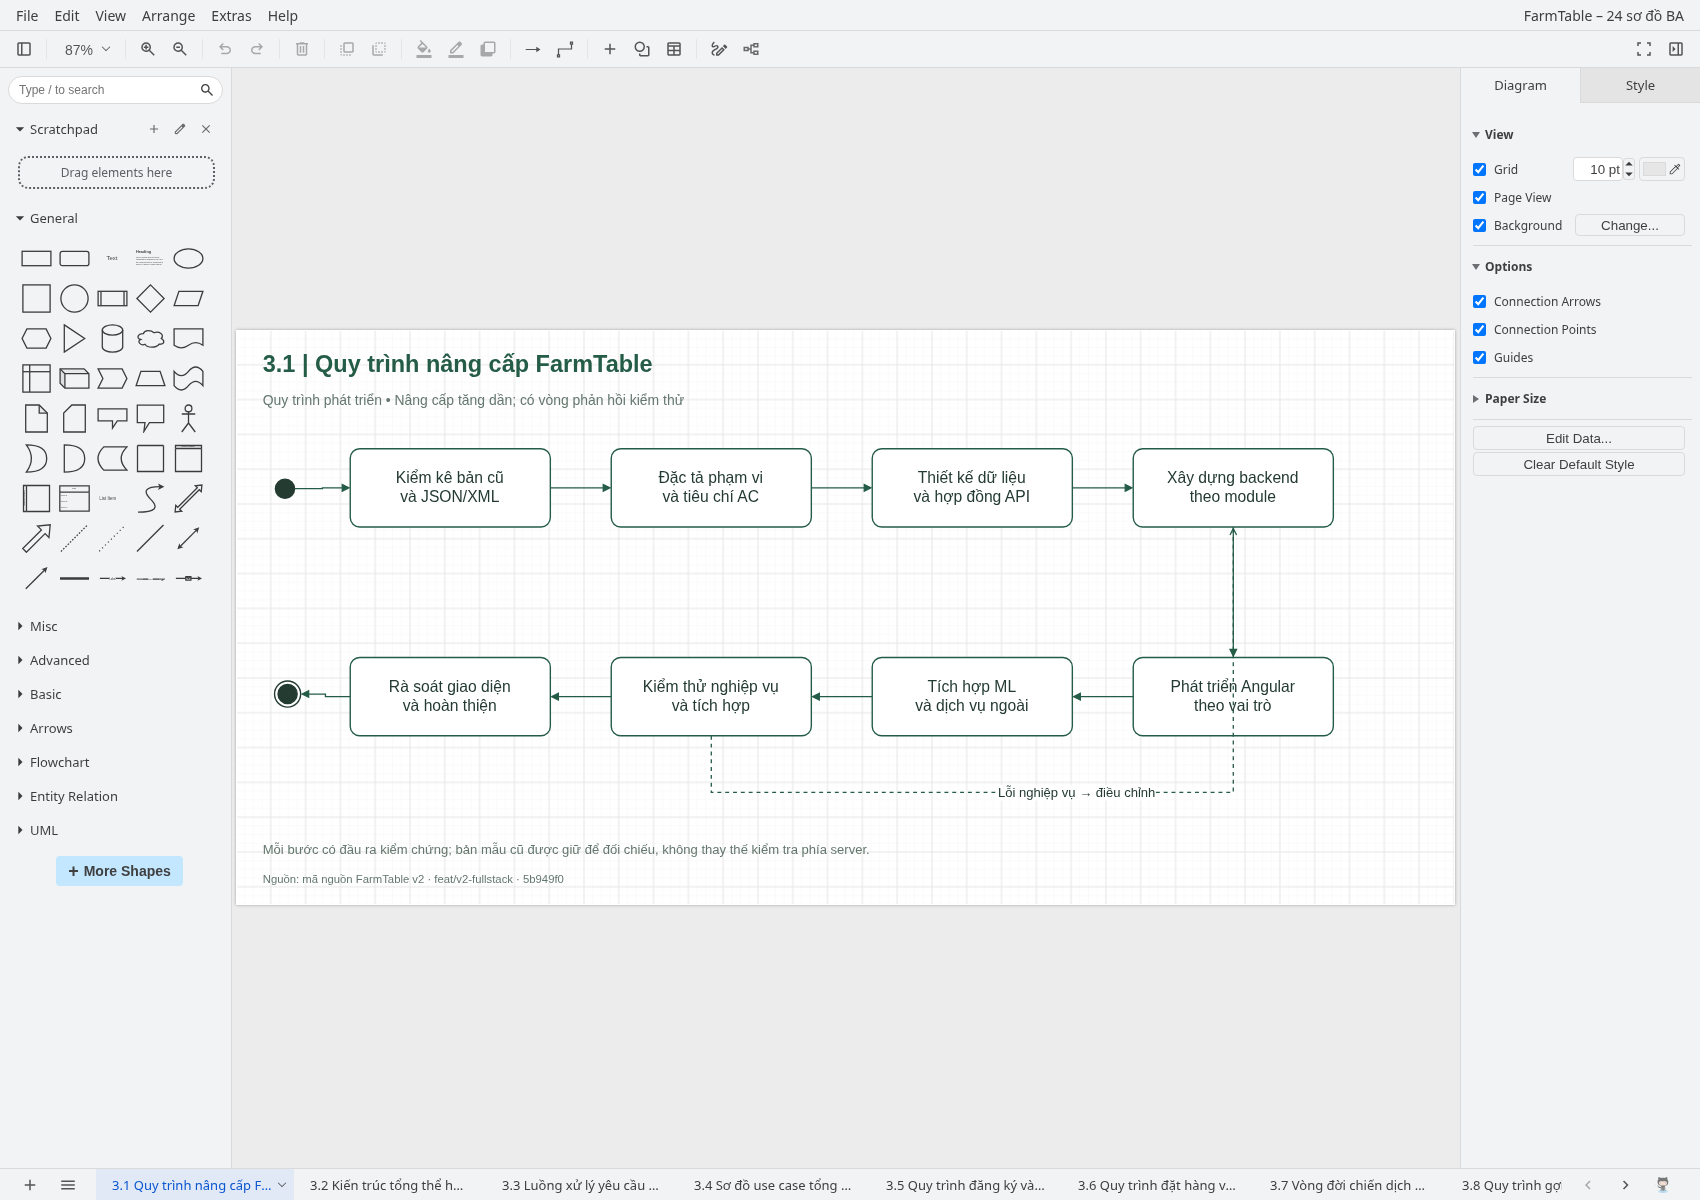 File Edit View Arrange Extras Help
FarmTable – 24 sơ đồ BA
87%
Type / to search
Scratchpad
Drag elements here
General
Text
Heading
List Item
Misc
Advanced
Basic
Arrows
Flowchart
Entity Relation
UML
+ More Shapes
3.1 | Quy trình nâng cấp FarmTable
Quy trình phát triển • Nâng cấp tăng dần; có vòng phản hồi kiểm thử
Kiểm kê bản cũ
và JSON/XML
Đặc tả phạm vi
và tiêu chí AC
Thiết kế dữ liệu
và hợp đồng API
Xây dựng backend
theo module
Rà soát giao diện
và hoàn thiện
Kiểm thử nghiệp vụ
và tích hợp
Tích hợp ML
và dịch vụ ngoài
Phát triển Angular
theo vai trò
Lỗi nghiệp vụ → điều chỉnh
Mỗi bước có đầu ra kiểm chứng; bản mẫu cũ được giữ để đối chiếu, không thay thế kiểm tra phía server.
Nguồn: mã nguồn FarmTable v2 · feat/v2-fullstack · 5b949f0
Diagram
Style
View
Grid
10 pt
Page View
Background
Change...
Options
Connection Arrows
Connection Points
Guides
Paper Size
Edit Data...
Clear Default Style
3.1 Quy trình nâng cấp F...
3.2 Kiến trúc tổng thể h...
3.3 Luồng xử lý yêu cầu ...
3.4 Sơ đồ use case tổng ...
3.5 Quy trình đăng ký và...
3.6 Quy trình đặt hàng v...
3.7 Vòng đời chiến dịch ...
3.8 Quy trình gợi